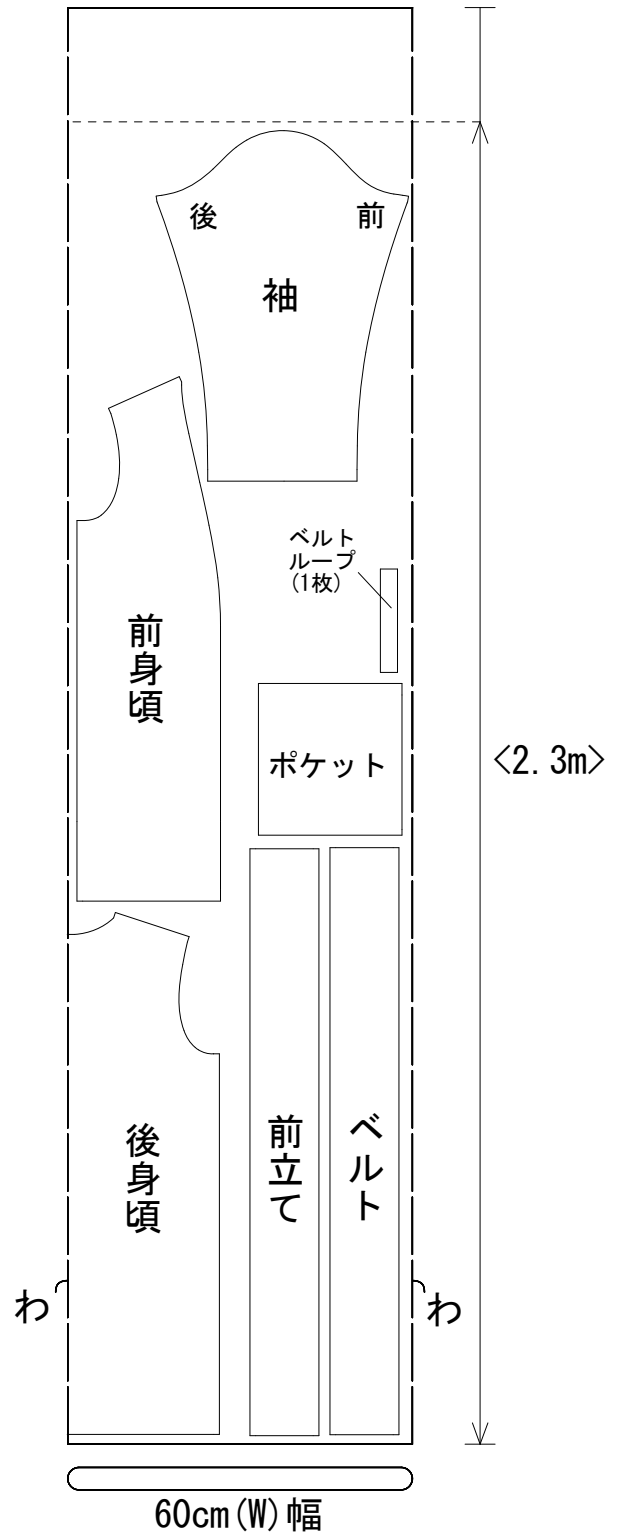 後
前
袖
ベルト
ループ
(1枚)
前身頃
ポケット
<2.3m>
後身頃
前立て
ベルト
わ
わ
60cm(W)幅